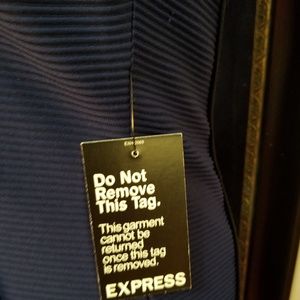 Do Not
Remove
This Tag.
This garment
cannot be
returned
once this tag
is removed.
EXPRESS